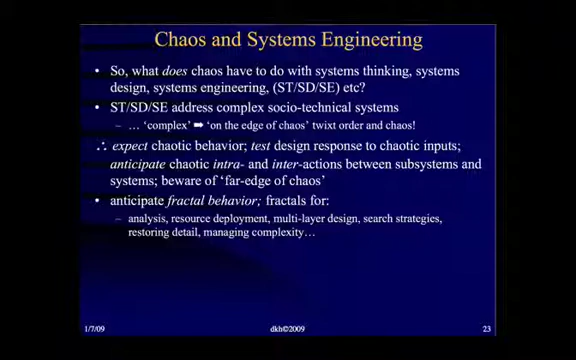 Chaos and Systems Engineering
• So, what does chaos have to do with systems thinking, systems
design, systems engineering, (ST/SD/SE) etc?
• ST/SD/SE address complex socio-technical systems
– … ‘complex’ ➡ ‘on the edge of chaos’ twixt order and chaos!
∴ expect chaotic behavior; test design response to chaotic inputs;
anticipate chaotic intra- and inter-actions between subsystems and
systems; beware of ‘far-edge of chaos’
• anticipate fractal behavior; fractals for:
– analysis, resource deployment, multi-layer design, search strategies,
restoring detail, managing complexity…
1/7/09 dkh©2009 23